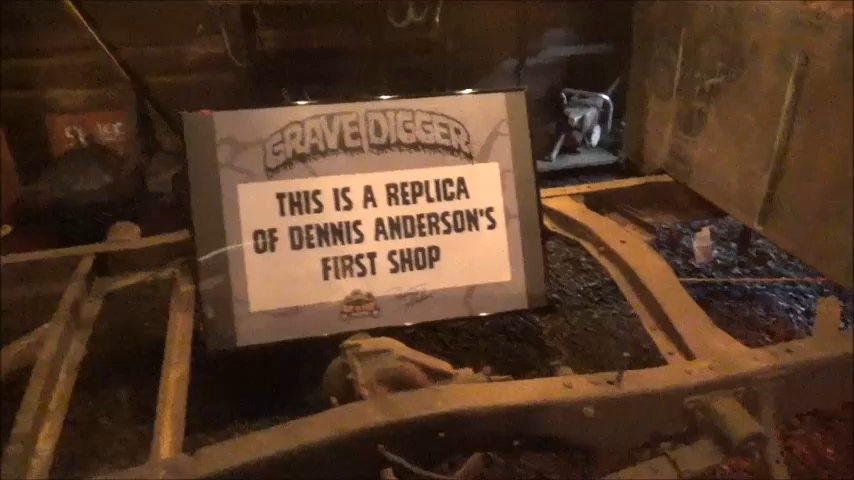 GRAVE DIGGER
THIS IS A REPLICA
OF DENNIS ANDERSON'S
FIRST SHOP